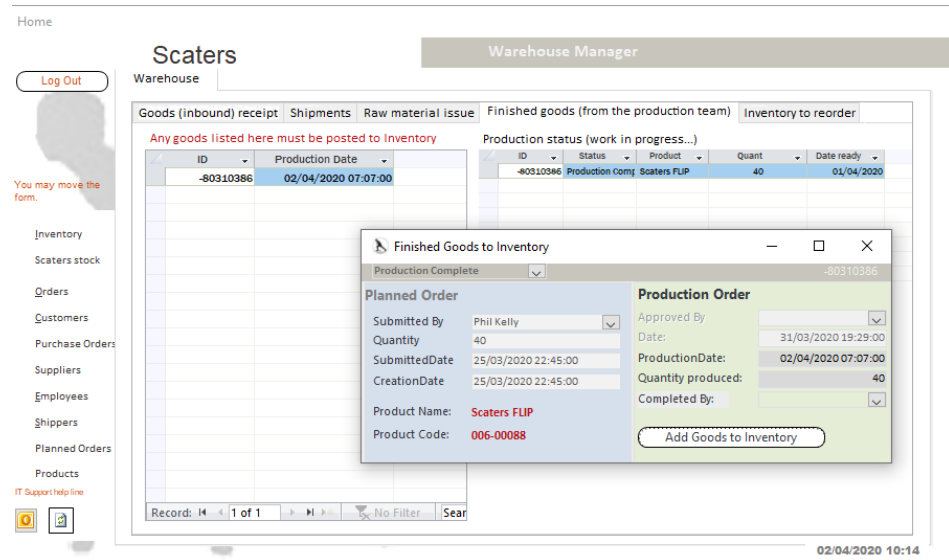 Home
Scaters
Warehouse Manager
Log Out
Warehouse
Goods (inbound) receipt Shipments Raw material issue Finished goods (from the production team) Inventory to reorder
Any goods listed here must be posted to Inventory
Production status (work in progress...)
ID Production Date
ID Status Product Quant Date ready
-80310386 02/04/2020 07:07:00
-80310386 Production Comp Scaters FLIP 40 01/04/2020
You may move the
form.
Inventory
Scaters stock
Orders
Customers
Purchase Orders
Suppliers
Employees
Shippers
Planned Orders
Products
IT Support help line
Finished Goods to Inventory
Production Complete
-80310386
Planned Order
Submitted By Phil Kelly
Quantity 40
SubmittedDate 25/03/2020 22:45:00
CreationDate 25/03/2020 22:45:00
Product Name: Scaters FLIP
Product Code: 006-00088
Production Order
Approved By
Date: 31/03/2020 19:29:00
ProductionDate: 02/04/2020 07:07:00
Quantity produced: 40
Completed By:
Add Goods to Inventory
Record: 1 of 1 No Filter Sear
02/04/2020 10:14